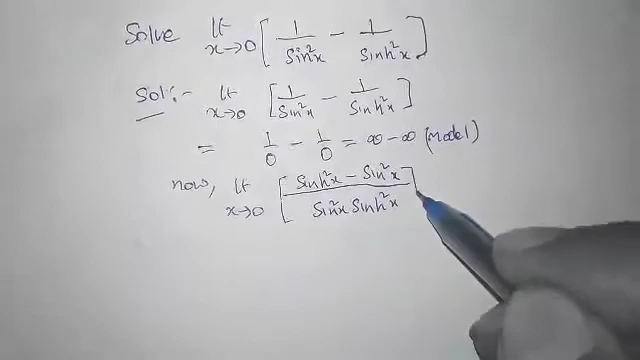 Solve lt x→0 [ 1/sin²x - 1/sinh²x ]
Sol:- lt x→0 [ 1/sin²x - 1/sinh²x ]
= 1/0 - 1/0 = ∞-∞ (Model)
now, lt x→0 [ sinh²x - sin²x / sin²x sinh²x ]